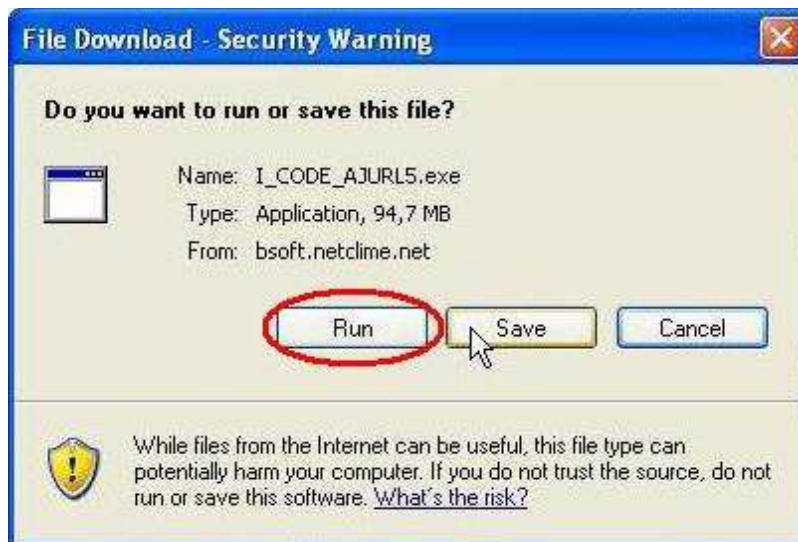 File Download - Security Warning
Do you want to run or save this file?
Name: I_CODE_AJURL5.exe
Type: Application, 94,7 MB
From: bsoft.netclime.net
Run Save Cancel
While files from the Internet can be useful, this file type can
potentially harm your computer. If you do not trust the source, do not
run or save this software. What's the risk?